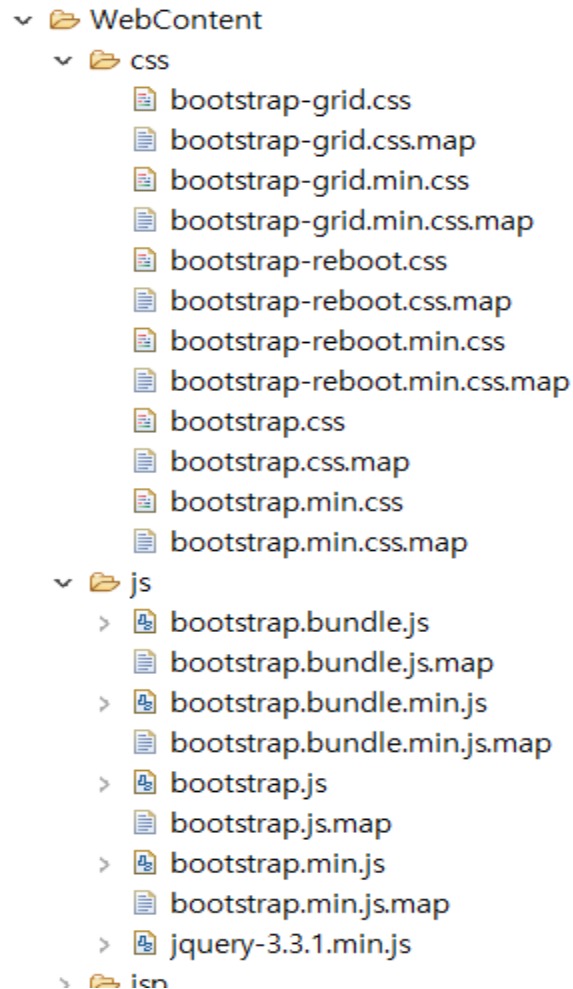 WebContent
css
bootstrap-grid.css
bootstrap-grid.css.map
bootstrap-grid.min.css
bootstrap-grid.min.css.map
bootstrap-reboot.css
bootstrap-reboot.css.map
bootstrap-reboot.min.css
bootstrap-reboot.min.css.map
bootstrap.css
bootstrap.css.map
bootstrap.min.css
bootstrap.min.css.map
js
bootstrap.bundle.js
bootstrap.bundle.js.map
bootstrap.bundle.min.js
bootstrap.bundle.min.js.map
bootstrap.js
bootstrap.js.map
bootstrap.min.js
bootstrap.min.js.map
jquery-3.3.1.min.js
jsp